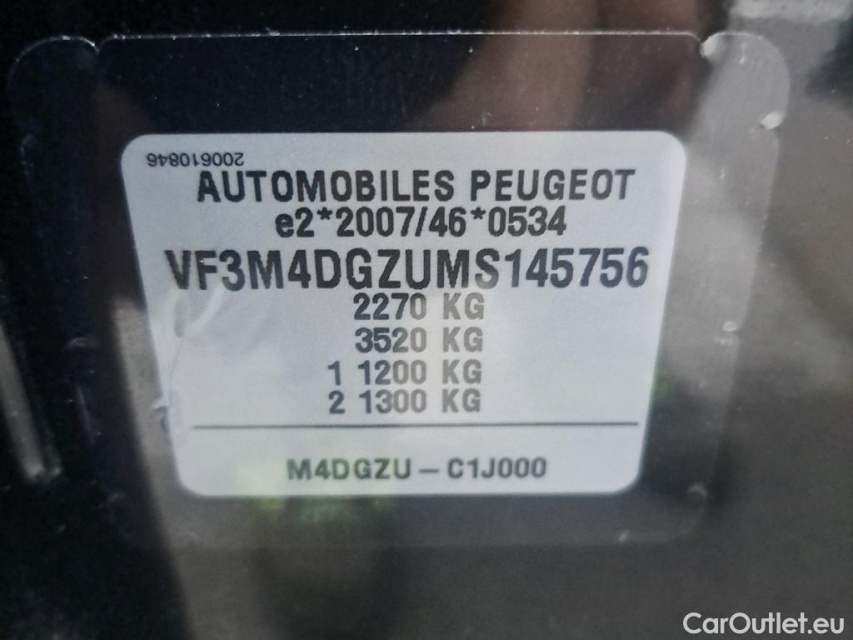 200610846
AUTOMOBILES PEUGEOT
e2*2007/46*0534
VF3M4DGZUMS145756
2270 KG
3520 KG
1 1200 KG
2 1300 KG
M4DGZU – C1J000
CarOutlet.eu